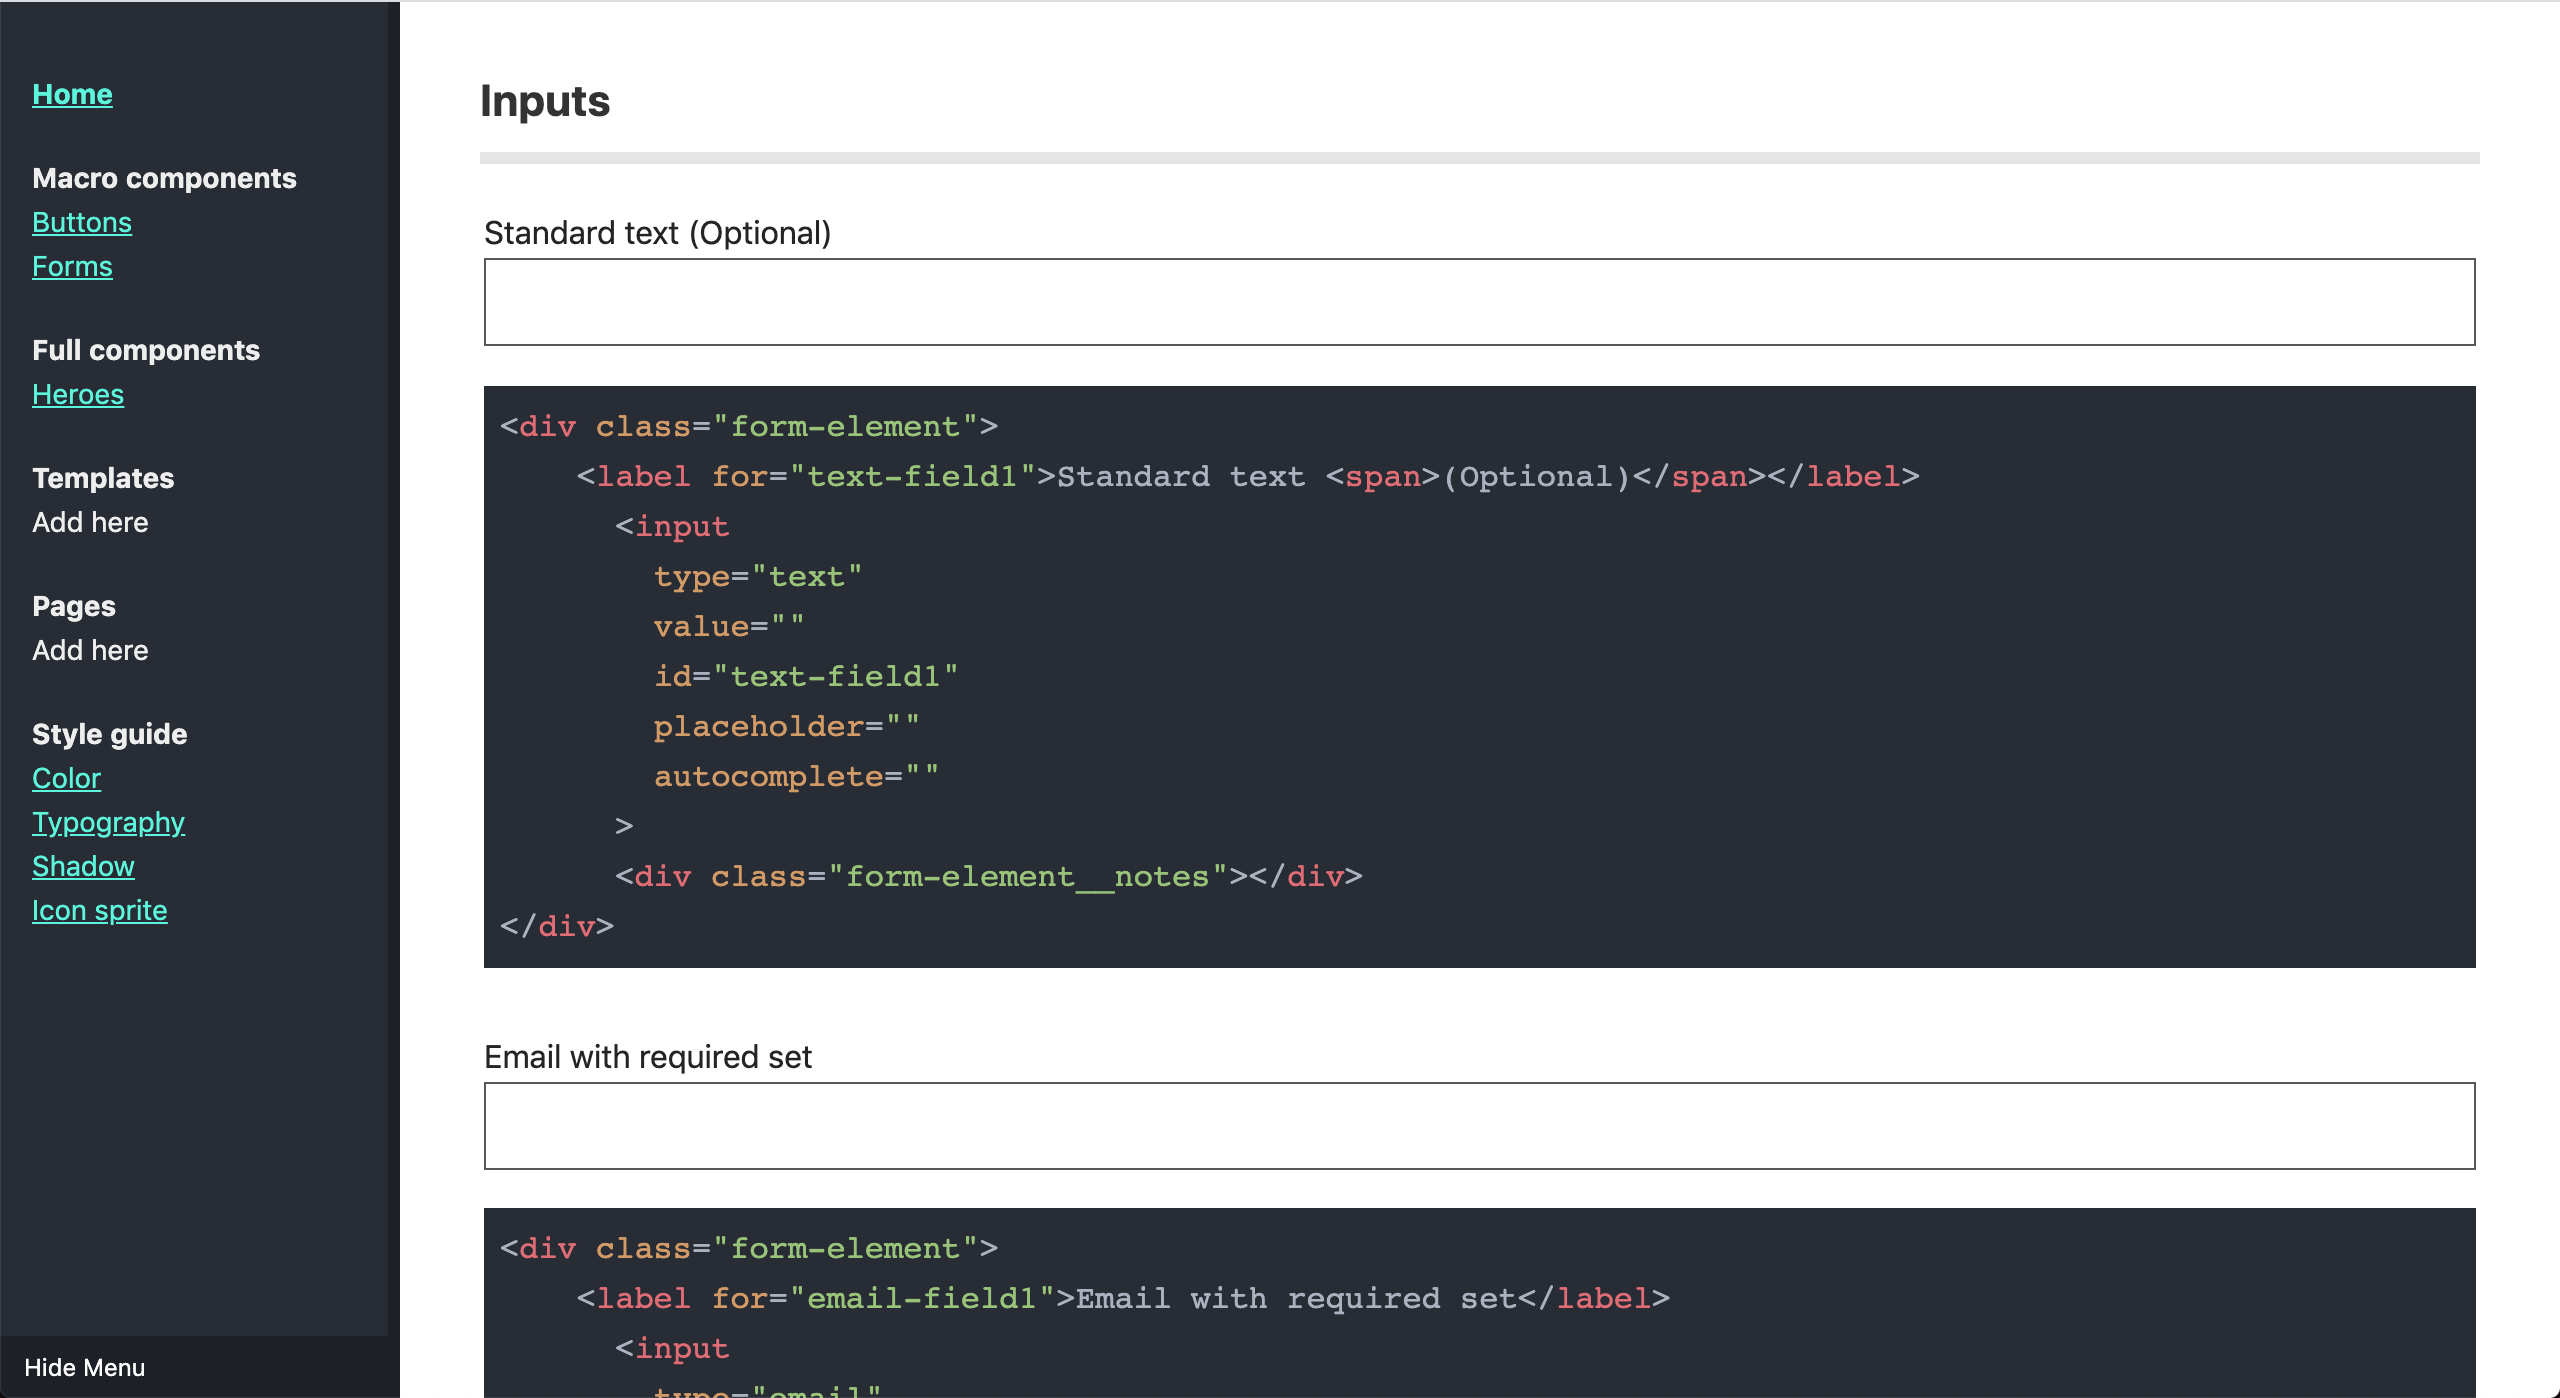 Home
Macro components
Buttons
Forms
Full components
Heroes
Templates
Add here
Pages
Add here
Style guide
Color
Typography
Shadow
Icon sprite
Hide Menu
Inputs
Standard text (Optional)
<div class="form-element">
<label for="text-field1">Standard text <span>(Optional)</span></label>
<input
type="text"
value=""
id="text-field1"
placeholder=""
autocomplete=""
>
<div class="form-element__notes"></div>
</div>
Email with required set
<div class="form-element">
<label for="email-field1">Email with required set</label>
<input
type="email"